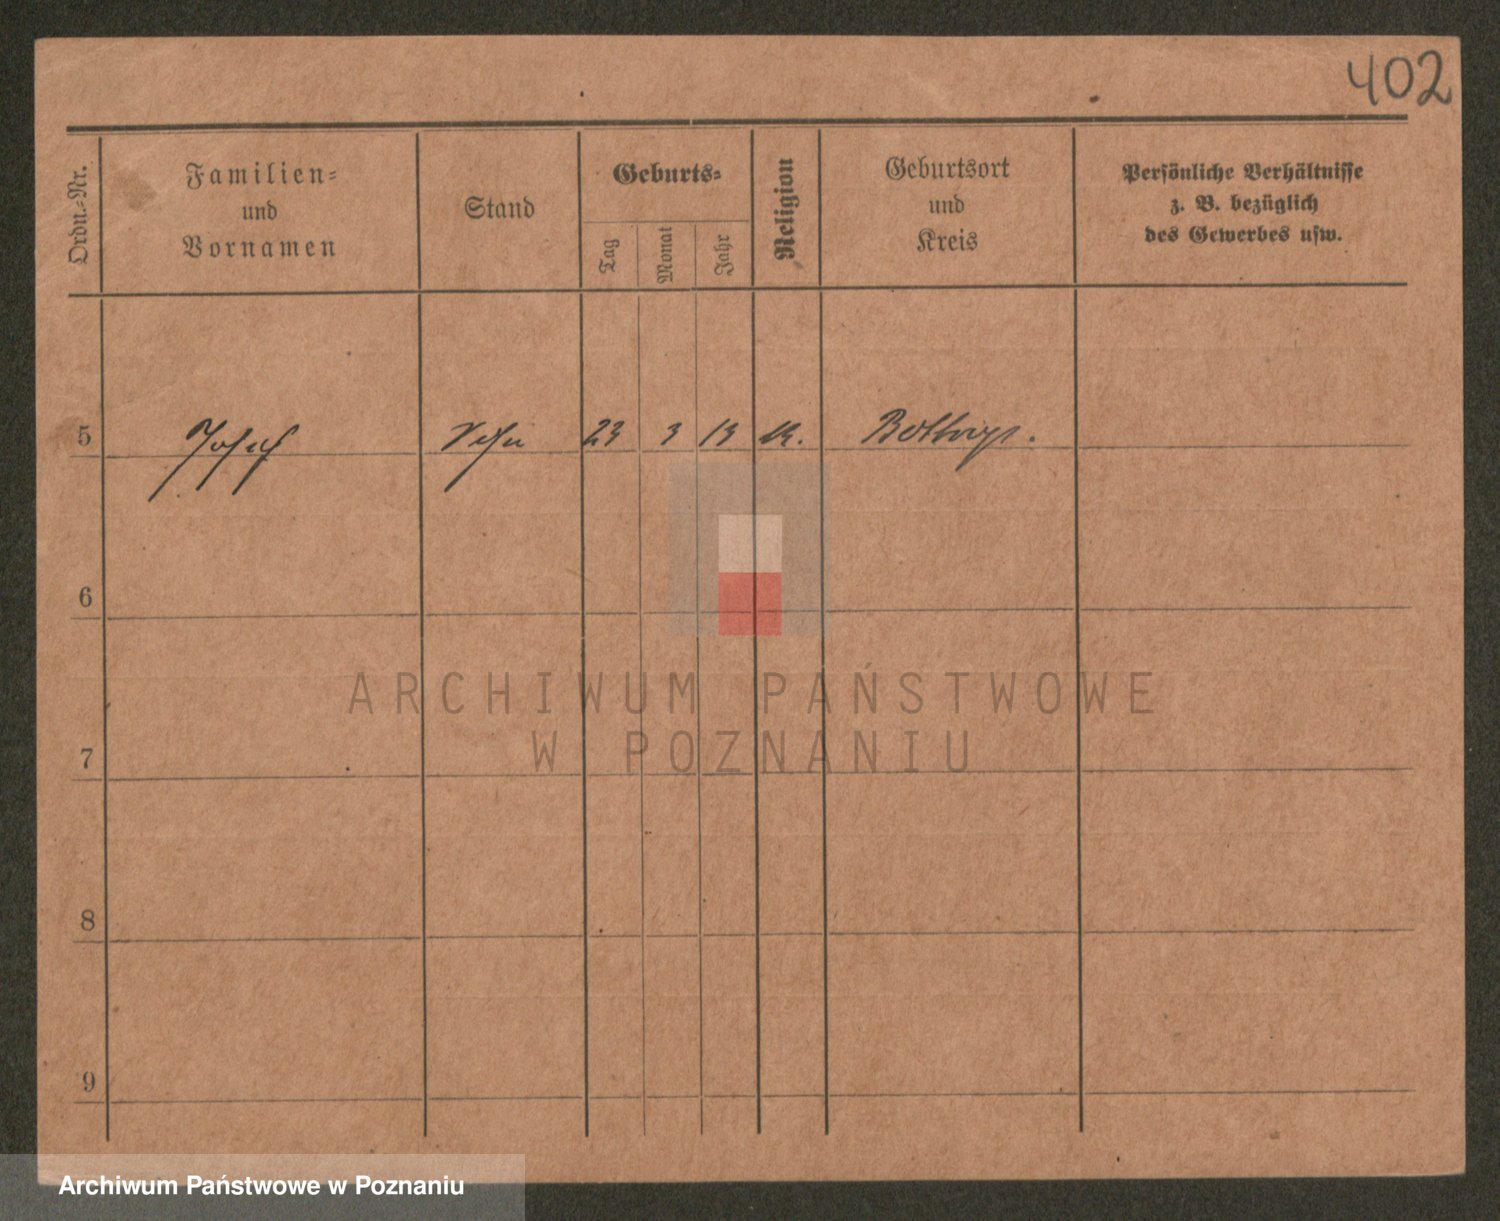 402
Ordn.-Nr.
Familien-
und
Vornamen
Stand
Geburts-
Tag
Monat
Jahr
Religion
Geburtsort
und
Kreis
Persönliche Verhältnisse
z. B. bezüglich
des Gewerbes usw.
5 Josef Sohn 23 3 13 k.
6
ARCHIWUM PAŃSTWOWE
W POZNANIU
7
8
9
Archiwum Państwowe w Poznaniu